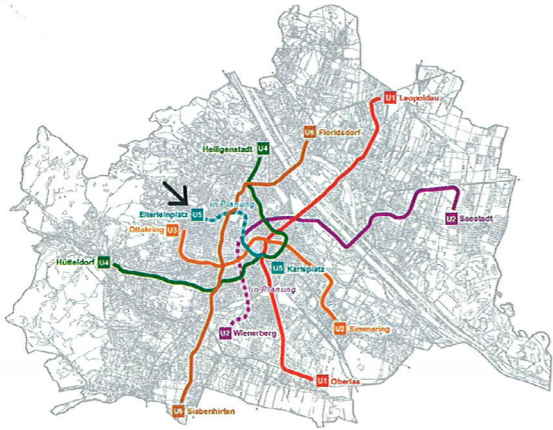 U1 Leopoldau
U6 Floridsdorf
Heiligenstadt U4
in Planung
Elterleinplatz U5
U2 Seestadt
Ottakring U3
Hütteldorf U4
U5 Karlsplatz
in Planung
U3 Simmering
U2 Wienerberg
U1 Oberlaa
U6 Siebenhirten